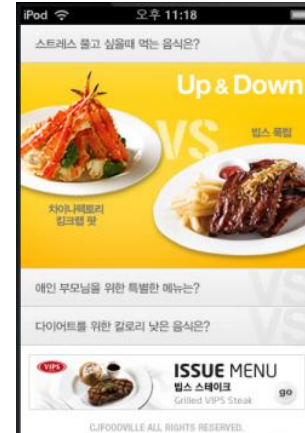 iPod 오후 11:18
스트레스 풀고 싶을때 먹는 음식은?
VS
Up & Down
VS
빕스 폭립
차이나팩토리
킹크랩 팟
애인 부모님을 위한 특별한 메뉴는?
VS
다이어트를 위한 칼로리 낮은 음식은?
VS
VIPS
ISSUE MENU
빕스 스테이크
Grilled VIPS Steak
go
CJFOODVILLE ALL RIGHTS RESERVED.